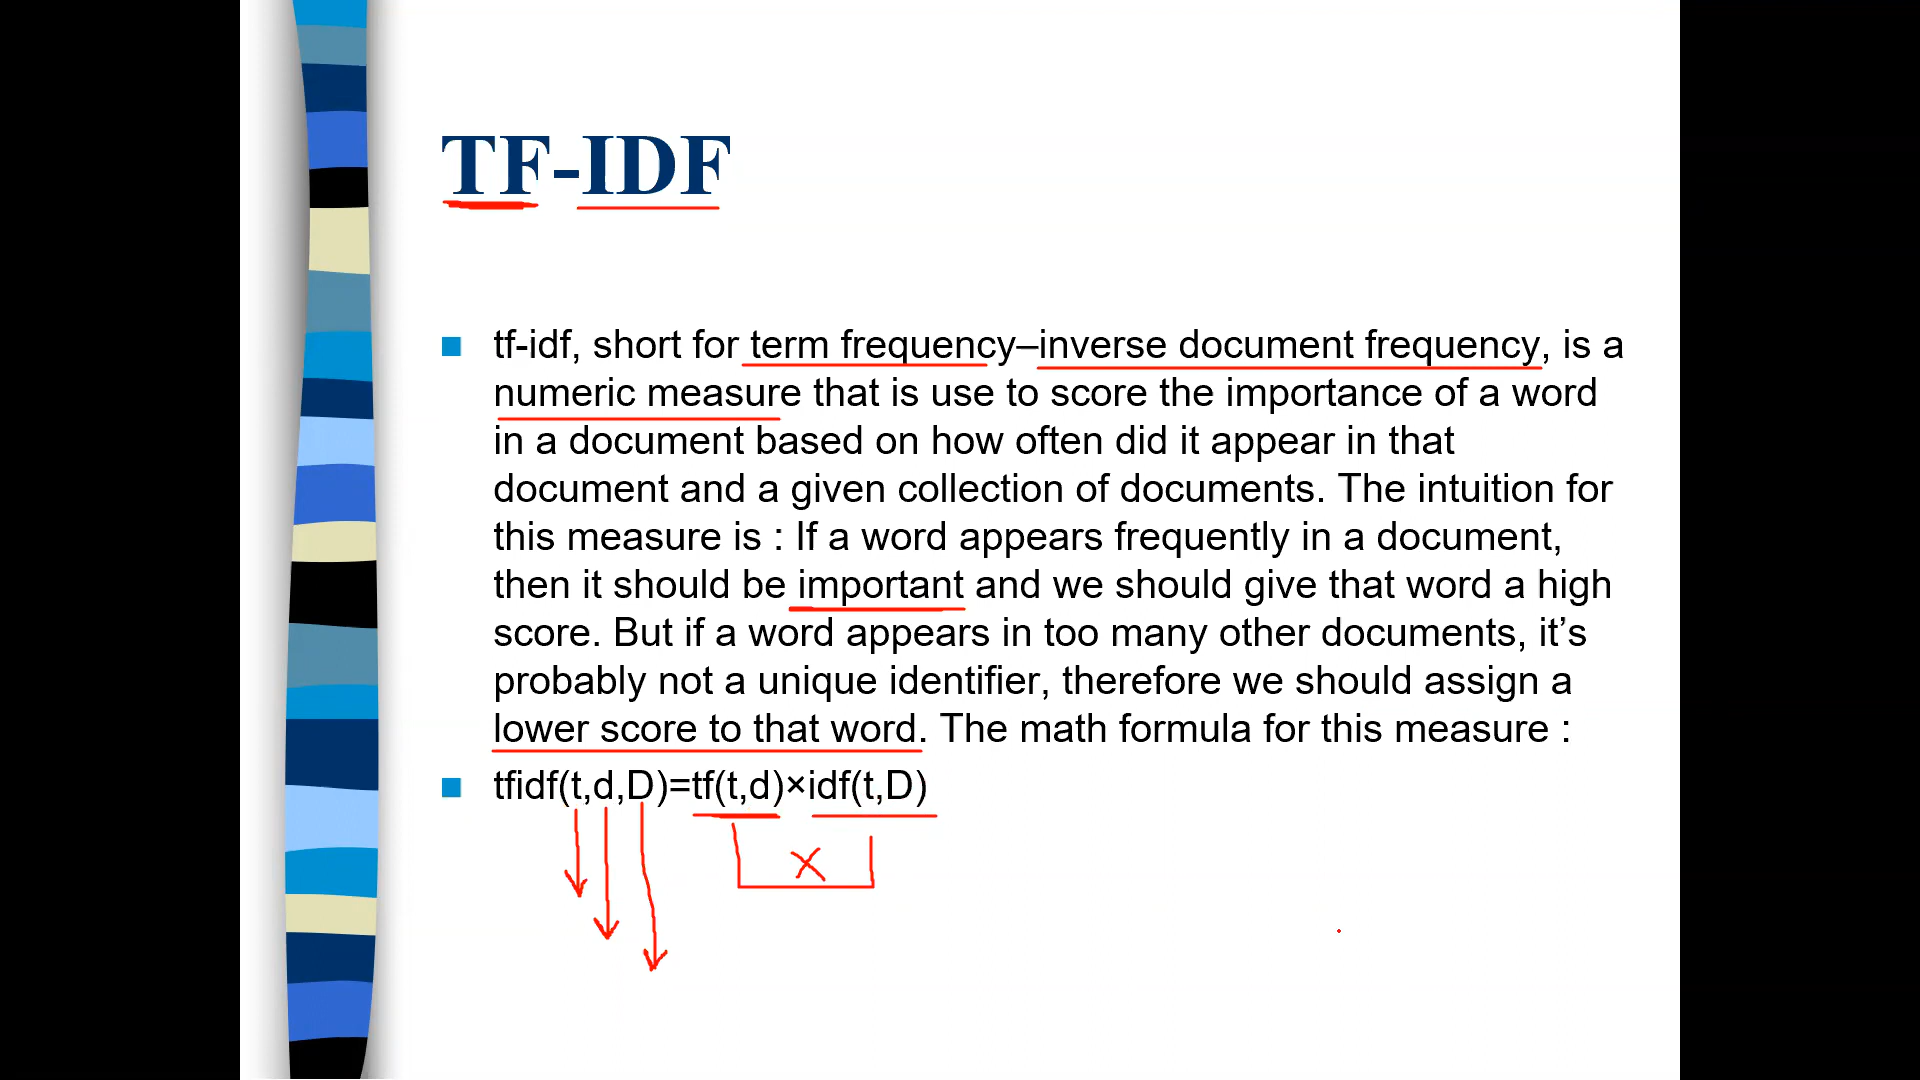 TF-IDF
tf-idf, short for term frequency–inverse document frequency, is a
numeric measure that is use to score the importance of a word
in a document based on how often did it appear in that
document and a given collection of documents. The intuition for
this measure is : If a word appears frequently in a document,
then it should be important and we should give that word a high
score. But if a word appears in too many other documents, it’s
probably not a unique identifier, therefore we should assign a
lower score to that word. The math formula for this measure :
tfidf(t,d,D)=tf(t,d)×idf(t,D)
X